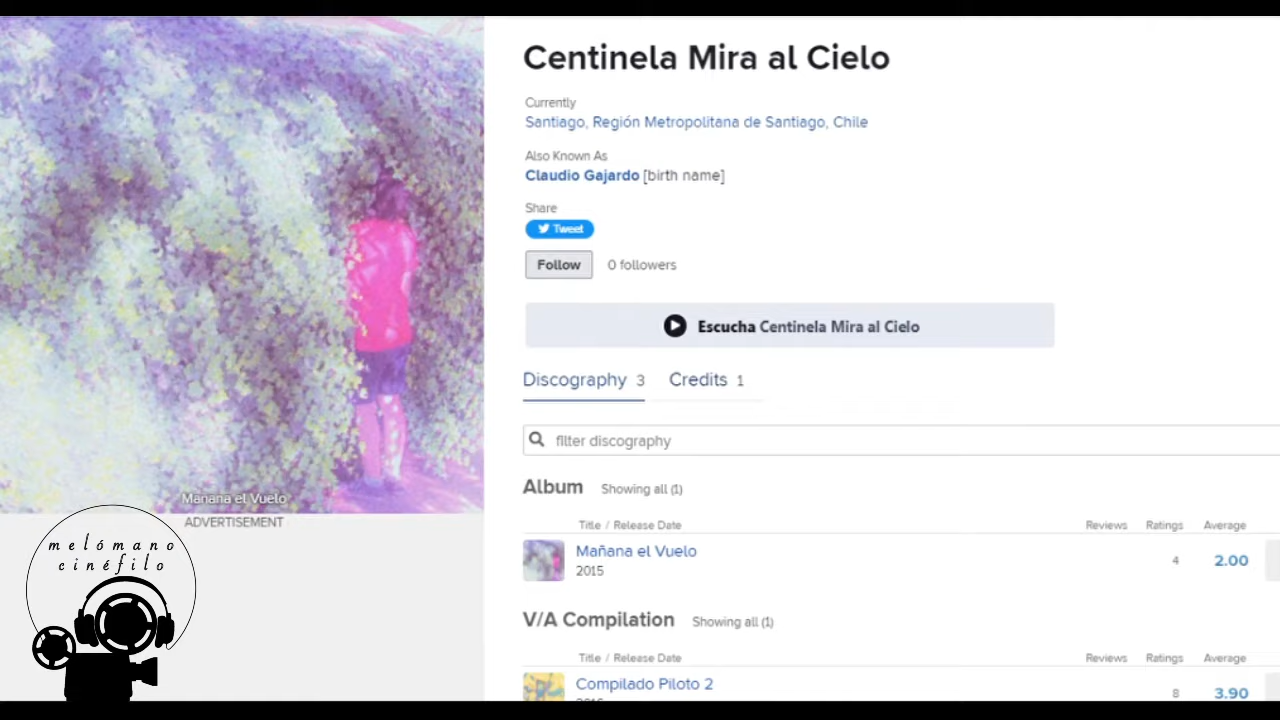 Centinela Mira al Cielo
Currently
Santiago, Región Metropolitana de Santiago, Chile
Also Known As
Claudio Gajardo [birth name]
Share
Tweet
Follow 0 followers
Escucha Centinela Mira al Cielo
Discography 3 Credits 1
filter discography
Mañana el Vuelo
ADVERTISEMENT
melómano
cinéfilo
Album Showing all (1)
Title / Release Date Reviews Ratings Average
Mañana el Vuelo 4 2.00
2015
V/A Compilation Showing all (1)
Title / Release Date Reviews Ratings Average
Compilado Piloto 2 8 3.90